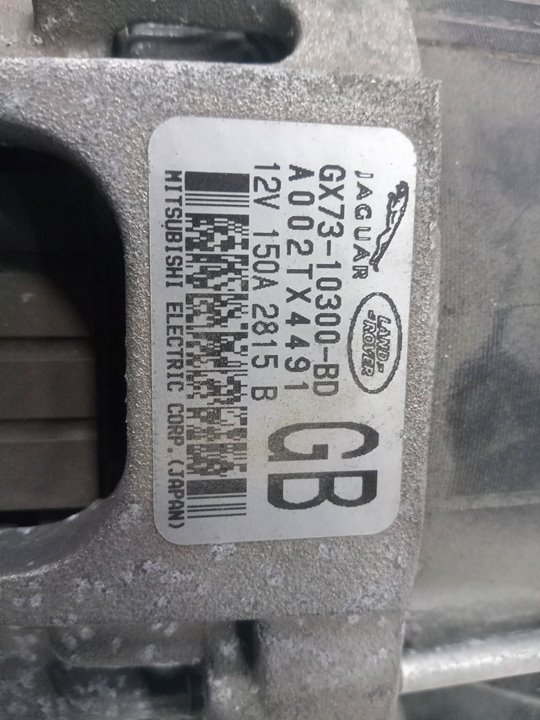 JAGUAR
LAND-
-ROVER
GX73-10300-BD
A002TX4491
12V 150A 2815 B
GB
MITSUBISHI ELECTRIC CORP.(JAPAN)